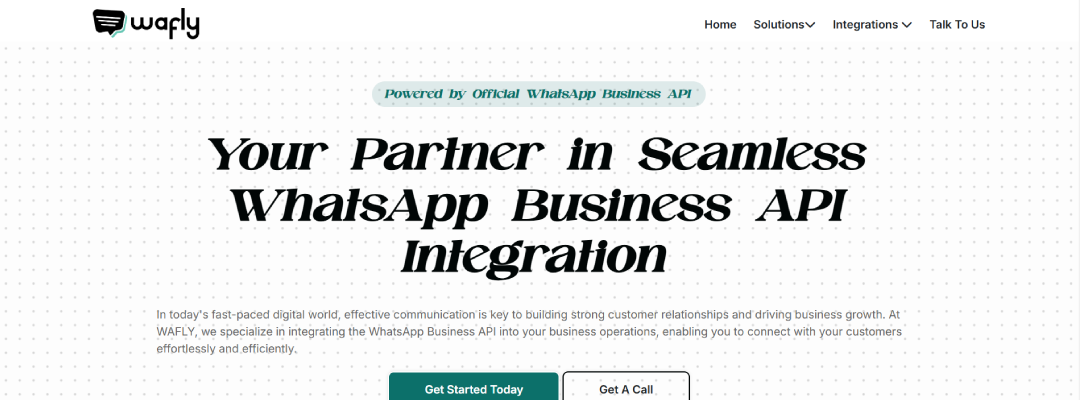 wafly
Home Solutions Integrations Talk To Us
Powered by Official WhatsApp Business API
Your Partner in Seamless
WhatsApp Business API
Integration
In today's fast-paced digital world, effective communication is key to building strong customer relationships and driving business growth. At
WAFLY, we specialize in integrating the WhatsApp Business API into your business operations, enabling you to connect with your customers
effortlessly and efficiently.
Get Started Today
Get A Call